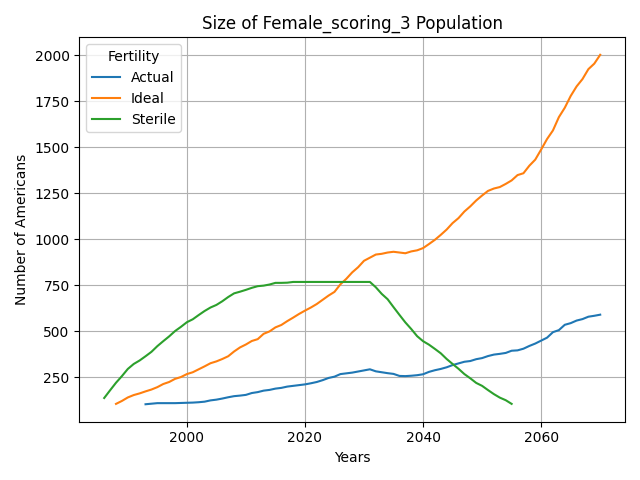 Size of Female_scoring_3 Population
Fertility
Actual
Ideal
Sterile
Number of Americans
2000
1750
1500
1250
1000
750
500
250
2000
2020
2040
2060
Years